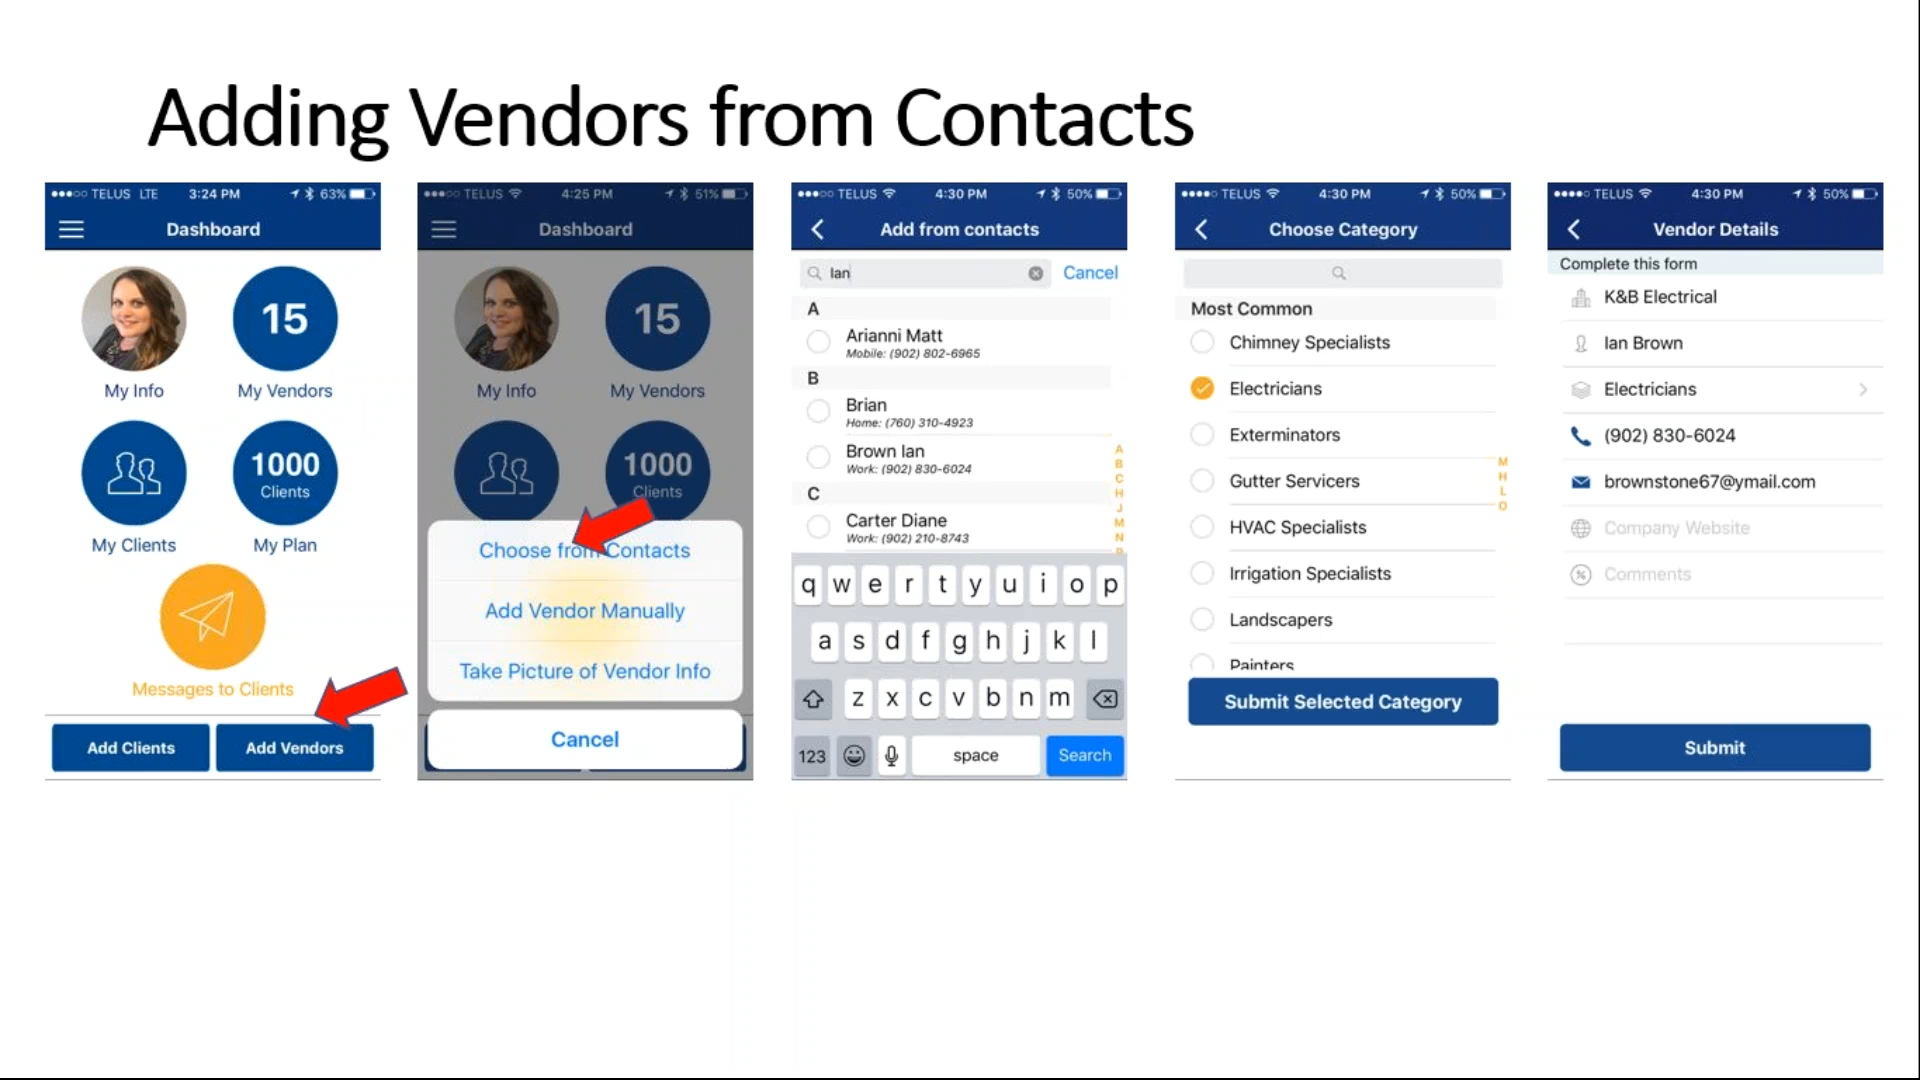 Adding Vendors from Contacts
TELUS LTE 3:24 PM 63%
Dashboard
15
My Info My Vendors
1000
Clients
My Clients My Plan
Messages to Clients
Add Clients Add Vendors
TELUS 4:25 PM 51%
Dashboard
15
My Info My Vendors
1000
Clients
Choose from Contacts
Add Vendor Manually
Take Picture of Vendor Info
Cancel
TELUS 4:30 PM 50%
Add from contacts
Ian Cancel
A
Arianni Matt
Mobile: (902) 802-6965
B
Brian
Home: (760) 310-4923
Brown Ian
Work: (902) 830-6024
C
Carter Diane
Work: (902) 210-8743
A
B
C
H
J
M
N
q w e r t y u i o p
a s d f g h j k l
z x c v b n m
123 space Search
TELUS 4:30 PM 50%
Choose Category
Most Common
Chimney Specialists
Electricians
Exterminators
Gutter Servicers
HVAC Specialists
Irrigation Specialists
Landscapers
Painters
M
H
L
O
Submit Selected Category
TELUS 4:30 PM 50%
Vendor Details
Complete this form
K&B Electrical
Ian Brown
Electricians
(902) 830-6024
brownstone67@ymail.com
Company Website
Comments
Submit